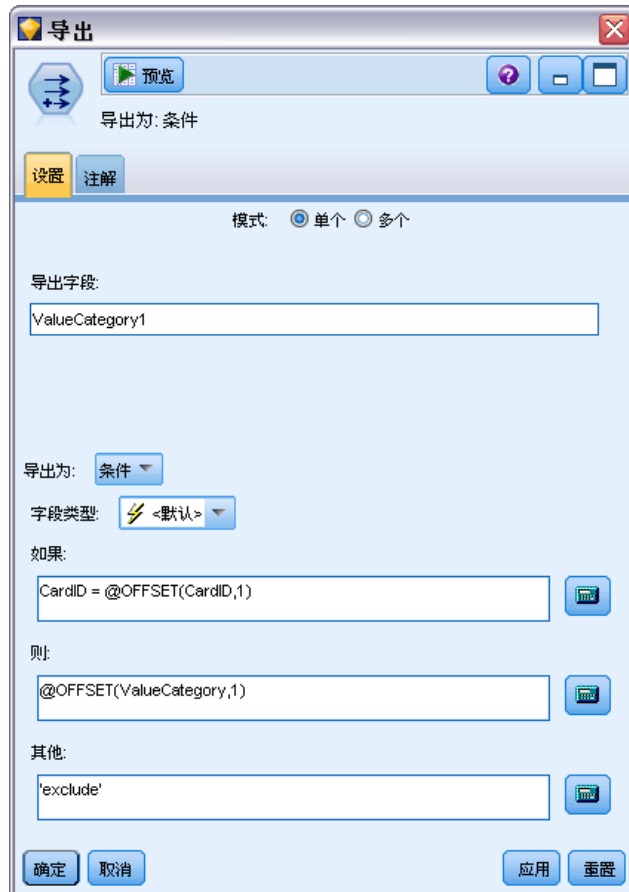 导出
预览
导出为: 条件
设置 注解
模式: 单个 多个
导出字段:
ValueCategory1
导出为: 条件
字段类型: <默认>
如果:
CardID = @OFFSET(CardID,1)
则:
@OFFSET(ValueCategory,1)
其他:
'exclude'
确定 取消 应用 重置